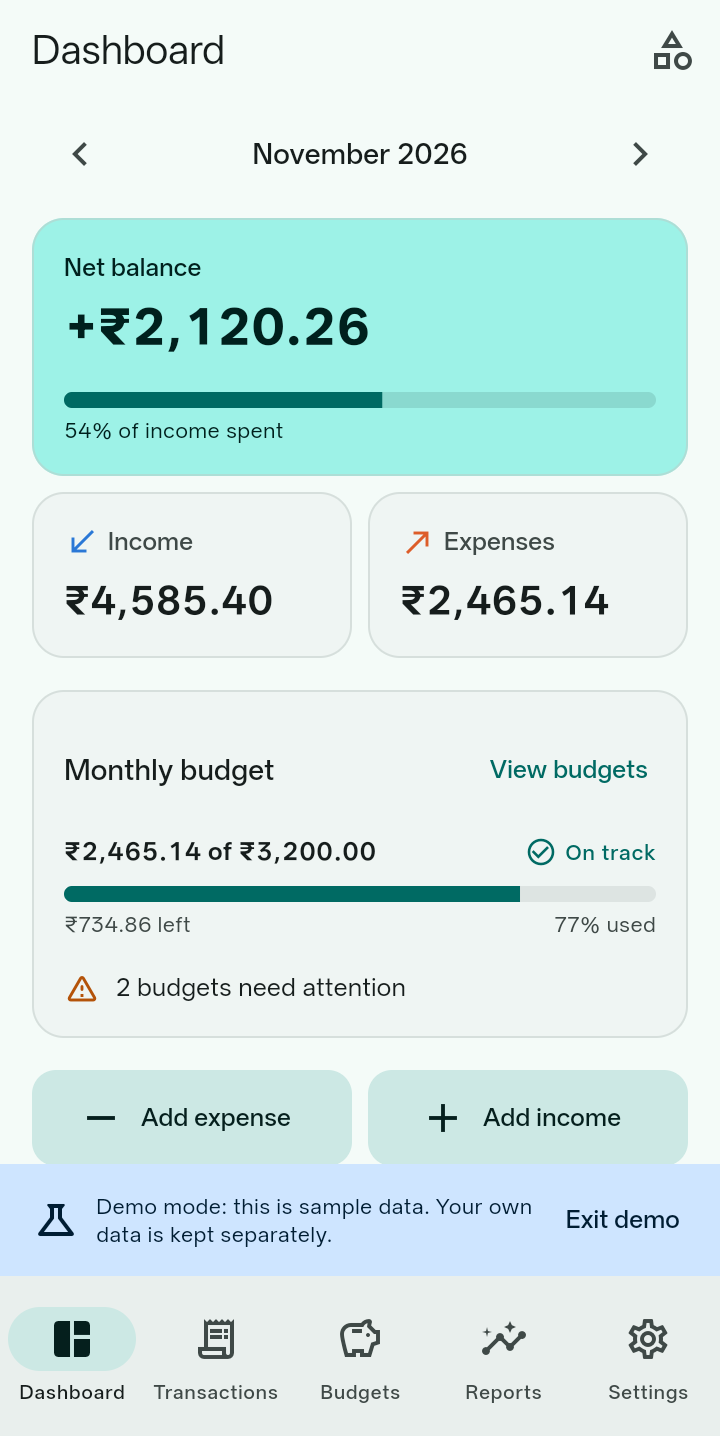 Dashboard
November 2026
Net balance
+₹2,120.26
54% of income spent
Income
₹4,585.40
Expenses
₹2,465.14
Monthly budget
View budgets
₹2,465.14 of ₹3,200.00
On track
₹734.86 left
77% used
2 budgets need attention
Add expense
Add income
Demo mode: this is sample data. Your own
data is kept separately.
Exit demo
Dashboard
Transactions
Budgets
Reports
Settings